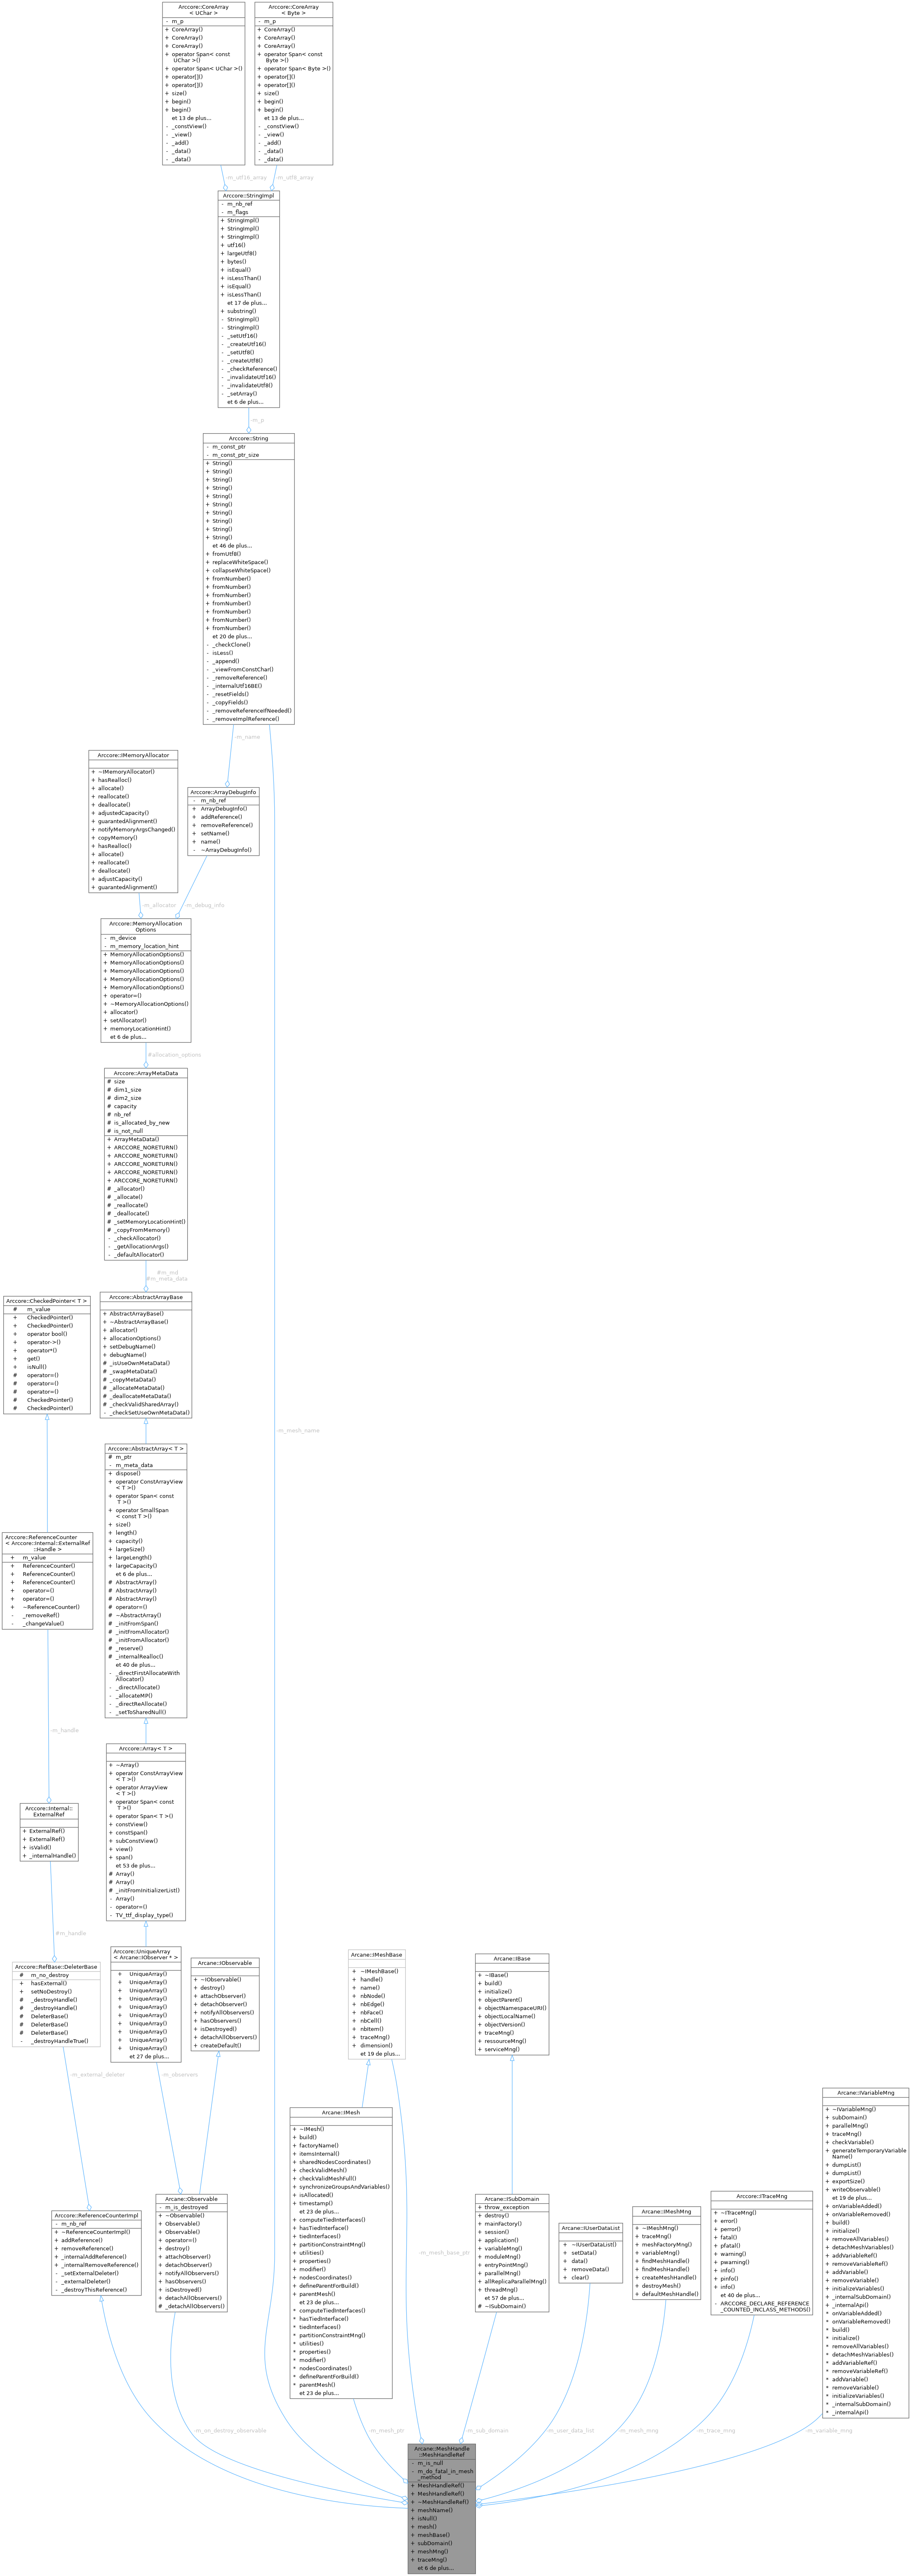 Arccore::CoreArray
< UChar >
- m_p
+ CoreArray()
+ CoreArray()
+ CoreArray()
+ operator Span< const
UChar >()
+ operator Span< UChar >()
+ operator[]()
+ operator[]()
+ size()
+ begin()
+ begin()
et 13 de plus...
- _constView()
- _view()
- _add()
- _data()
- _data()
Arccore::CoreArray
< Byte >
- m_p
+ CoreArray()
+ CoreArray()
+ CoreArray()
+ operator Span< const
Byte >()
+ operator Span< Byte >()
+ operator[]()
+ operator[]()
+ size()
+ begin()
+ begin()
et 13 de plus...
- _constView()
- _view()
- _add()
- _data()
- _data()
-m_utf16_array
-m_utf8_array
Arccore::StringImpl
- m_nb_ref
- m_flags
+ StringImpl()
+ StringImpl()
+ StringImpl()
+ utf16()
+ largeUtf8()
+ bytes()
+ isEqual()
+ isLessThan()
+ isEqual()
+ isLessThan()
et 17 de plus...
+ substring()
- StringImpl()
- StringImpl()
- _setUtf16()
- _createUtf16()
- _setUtf8()
- _createUtf8()
- _checkReference()
- _invalidateUtf16()
- _invalidateUtf8()
- _setArray()
et 6 de plus...
-m_p
Arccore::String
- m_const_ptr
- m_const_ptr_size
+ String()
+ String()
+ String()
+ String()
+ String()
+ String()
+ String()
+ String()
+ String()
+ String()
et 46 de plus...
+ fromUtf8()
+ replaceWhiteSpace()
+ collapseWhiteSpace()
+ fromNumber()
+ fromNumber()
+ fromNumber()
+ fromNumber()
+ fromNumber()
+ fromNumber()
+ fromNumber()
et 20 de plus...
- _checkClone()
- isLess()
- _append()
- _viewFromConstChar()
- _removeReference()
- _internalUtf16BE()
- _resetFields()
- _copyFields()
- _removeReferenceIfNeeded()
- _removeImplReference()
-m_name
Arccore::IMemoryAllocator
+ ~IMemoryAllocator()
+ hasRealloc()
+ allocate()
+ reallocate()
+ deallocate()
+ adjustedCapacity()
+ guarantedAlignment()
+ notifyMemoryArgsChanged()
+ copyMemory()
+ hasRealloc()
+ allocate()
+ reallocate()
+ deallocate()
+ adjustCapacity()
+ guarantedAlignment()
Arccore::ArrayDebugInfo
- m_nb_ref
+ ArrayDebugInfo()
+ addReference()
+ removeReference()
+ setName()
+ name()
- ~ArrayDebugInfo()
-m_allocator
-m_debug_info
Arccore::MemoryAllocation
Options
- m_device
- m_memory_location_hint
+ MemoryAllocationOptions()
+ MemoryAllocationOptions()
+ MemoryAllocationOptions()
+ MemoryAllocationOptions()
+ MemoryAllocationOptions()
+ operator=()
+ ~MemoryAllocationOptions()
+ allocator()
+ setAllocator()
+ memoryLocationHint()
et 6 de plus...
#allocation_options
Arccore::ArrayMetaData
# size
# dim1_size
# dim2_size
# capacity
# nb_ref
# is_allocated_by_new
# is_not_null
+ ArrayMetaData()
+ ARCCORE_NORETURN()
+ ARCCORE_NORETURN()
+ ARCCORE_NORETURN()
+ ARCCORE_NORETURN()
+ ARCCORE_NORETURN()
# _allocator()
# _allocate()
# _reallocate()
# _deallocate()
# _setMemoryLocationHint()
# _copyFromMemory()
- _checkAllocator()
- _getAllocationArgs()
- _defaultAllocator()
#m_md
#m_meta_data
Arccore::CheckedPointer< T >
# m_value
+ CheckedPointer()
+ CheckedPointer()
+ operator bool()
+ operator->()
+ operator*()
+ get()
+ isNull()
# operator=()
# operator=()
# operator=()
# CheckedPointer()
# CheckedPointer()
Arccore::AbstractArrayBase
+ AbstractArrayBase()
+ ~AbstractArrayBase()
+ allocator()
+ allocationOptions()
+ setDebugName()
+ debugName()
# _isUseOwnMetaData()
# _swapMetaData()
# _copyMetaData()
# _allocateMetaData()
# _deallocateMetaData()
# _checkValidSharedArray()
- _checkSetUseOwnMetaData()
-m_mesh_name
Arccore::AbstractArray< T >
# m_ptr
- m_meta_data
+ dispose()
+ operator ConstArrayView
< T >()
+ operator Span< const
T >()
+ operator SmallSpan
< const T >()
+ size()
+ length()
+ capacity()
+ largeSize()
+ largeLength()
+ largeCapacity()
et 6 de plus...
# AbstractArray()
# AbstractArray()
# AbstractArray()
# operator=()
# ~AbstractArray()
# _initFromSpan()
# _initFromAllocator()
# _initFromAllocator()
# _reserve()
# _internalRealloc()
et 40 de plus...
- _directFirstAllocateWith
Allocator()
- _directAllocate()
- _allocateMP()
- _directReAllocate()
- _setToSharedNull()
Arccore::ReferenceCounter
< Arccore::Internal::ExternalRef
::Handle >
+ m_value
+ ReferenceCounter()
+ ReferenceCounter()
+ ReferenceCounter()
+ operator=()
+ operator=()
+ ~ReferenceCounter()
- _removeRef()
- _changeValue()
-m_handle
Arccore::Array< T >
+ ~Array()
+ operator ConstArrayView
< T >()
+ operator ArrayView
< T >()
+ operator Span< const
T >()
+ operator Span< T >()
+ constView()
+ constSpan()
+ subConstView()
+ view()
+ span()
et 53 de plus...
# Array()
# Array()
# _initFromInitializerList()
- Array()
- operator=()
- TV_ttf_display_type()
Arccore::Internal::
ExternalRef
+ ExternalRef()
+ ExternalRef()
+ isValid()
+ _internalHandle()
#m_handle
Arccore::RefBase::DeleterBase
# m_no_destroy
+ hasExternal()
+ setNoDestroy()
# _destroyHandle()
# _destroyHandle()
# DeleterBase()
# DeleterBase()
# DeleterBase()
- _destroyHandleTrue()
Arccore::UniqueArray
< Arcane::IObserver * >
+ UniqueArray()
+ UniqueArray()
+ UniqueArray()
+ UniqueArray()
+ UniqueArray()
+ UniqueArray()
+ UniqueArray()
+ UniqueArray()
+ UniqueArray()
+ UniqueArray()
et 27 de plus...
Arcane::IObservable
+ ~IObservable()
+ destroy()
+ attachObserver()
+ detachObserver()
+ notifyAllObservers()
+ hasObservers()
+ isDestroyed()
+ detachAllObservers()
+ createDefault()
Arcane::IMeshBase
+ ~IMeshBase()
+ handle()
+ name()
+ nbNode()
+ nbEdge()
+ nbFace()
+ nbCell()
+ nbItem()
+ traceMng()
+ dimension()
et 19 de plus...
Arcane::IBase
+ ~IBase()
+ build()
+ initialize()
+ objectParent()
+ objectNamespaceURI()
+ objectLocalName()
+ objectVersion()
+ traceMng()
+ ressourceMng()
+ serviceMng()
-m_external_deleter
-m_observers
Arccore::ReferenceCounterImpl
- m_nb_ref
+ ~ReferenceCounterImpl()
+ addReference()
+ removeReference()
+ _internalAddReference()
+ _internalRemoveReference()
- _setExternalDeleter()
- _externalDeleter()
- _destroyThisReference()
Arcane::Observable
- m_is_destroyed
+ ~Observable()
+ Observable()
+ Observable()
+ operator=()
+ destroy()
+ attachObserver()
+ detachObserver()
+ notifyAllObservers()
+ hasObservers()
+ isDestroyed()
+ detachAllObservers()
# _detachAllObservers()
Arcane::IMesh
+ ~IMesh()
+ build()
+ factoryName()
+ itemsInternal()
+ sharedNodesCoordinates()
+ checkValidMesh()
+ checkValidMeshFull()
+ synchronizeGroupsAndVariables()
+ isAllocated()
+ timestamp()
et 23 de plus...
+ computeTiedInterfaces()
+ hasTiedInterface()
+ tiedInterfaces()
+ partitionConstraintMng()
+ utilities()
+ properties()
+ modifier()
+ nodesCoordinates()
+ defineParentForBuild()
+ parentMesh()
et 23 de plus...
* computeTiedInterfaces()
* hasTiedInterface()
* tiedInterfaces()
* partitionConstraintMng()
* utilities()
* properties()
* modifier()
* nodesCoordinates()
* defineParentForBuild()
* parentMesh()
et 23 de plus...
-m_mesh_base_ptr
Arcane::ISubDomain
+ throw_exception
+ destroy()
+ mainFactory()
+ session()
+ application()
+ variableMng()
+ moduleMng()
+ entryPointMng()
+ parallelMng()
+ allReplicaParallelMng()
+ threadMng()
et 57 de plus...
# ~ISubDomain()
Arcane::IUserDataList
+ ~IUserDataList()
+ setData()
+ data()
+ removeData()
+ clear()
Arcane::IMeshMng
+ ~IMeshMng()
+ traceMng()
+ meshFactoryMng()
+ variableMng()
+ findMeshHandle()
+ findMeshHandle()
+ createMeshHandle()
+ destroyMesh()
+ defaultMeshHandle()
Arccore::ITraceMng
+ ~ITraceMng()
+ error()
+ perror()
+ fatal()
+ pfatal()
+ warning()
+ pwarning()
+ info()
+ pinfo()
+ info()
et 40 de plus...
- ARCCORE_DECLARE_REFERENCE
_COUNTED_INCLASS_METHODS()
Arcane::IVariableMng
+ ~IVariableMng()
+ subDomain()
+ parallelMng()
+ traceMng()
+ checkVariable()
+ generateTemporaryVariable
Name()
+ dumpList()
+ dumpList()
+ exportSize()
+ writeObservable()
et 19 de plus...
+ onVariableAdded()
+ onVariableRemoved()
+ build()
+ initialize()
+ removeAllVariables()
+ detachMeshVariables()
+ addVariableRef()
+ removeVariableRef()
+ addVariable()
+ removeVariable()
+ initializeVariables()
+ _internalSubDomain()
+ _internalApi()
* onVariableAdded()
* onVariableRemoved()
* build()
* initialize()
* removeAllVariables()
* detachMeshVariables()
* addVariableRef()
* removeVariableRef()
* addVariable()
* removeVariable()
* initializeVariables()
* _internalSubDomain()
* _internalApi()
-m_on_destroy_observable
-m_mesh_ptr
-m_sub_domain
-m_user_data_list
-m_mesh_mng
-m_trace_mng
-m_variable_mng
Arcane::MeshHandle
::MeshHandleRef
- m_is_null
- m_do_fatal_in_mesh
_method
+ MeshHandleRef()
+ MeshHandleRef()
+ ~MeshHandleRef()
+ meshName()
+ isNull()
+ mesh()
+ meshBase()
+ subDomain()
+ meshMng()
+ traceMng()
et 6 de plus...